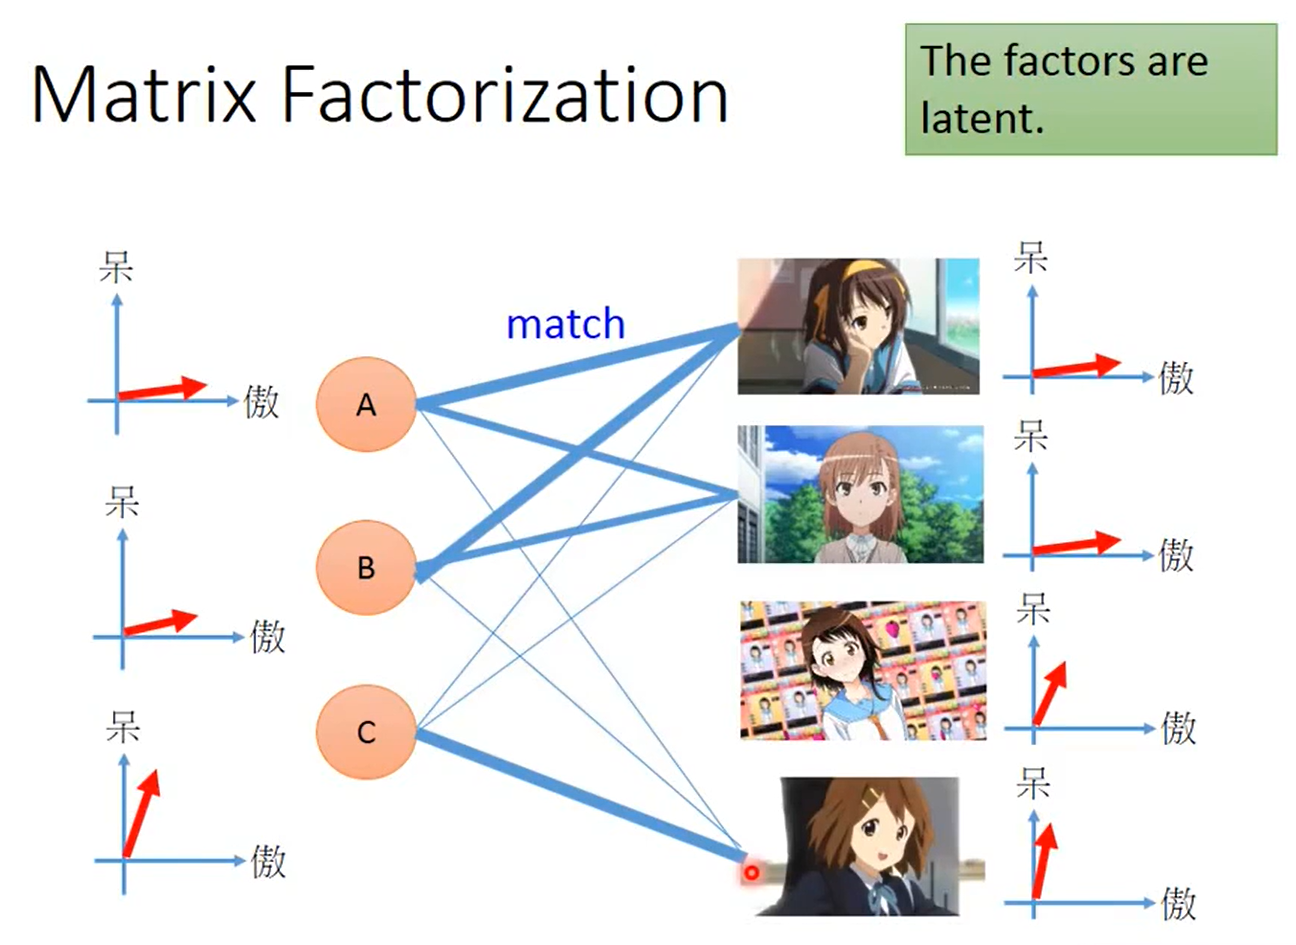 Matrix Factorization
The factors are
latent.
呆
傲
match
A
呆
傲
呆
傲
B
呆
傲
呆
傲
C
呆
傲
呆
傲